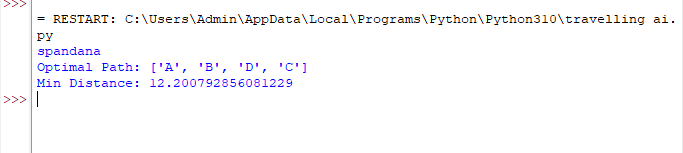 >>>
= RESTART: C:\Users\Admin\AppData\Local\Programs\Python\Python310\travelling ai.
py
spandana
Optimal Path: ['A', 'B', 'D', 'C']
Min Distance: 12.200792856081229
>>>